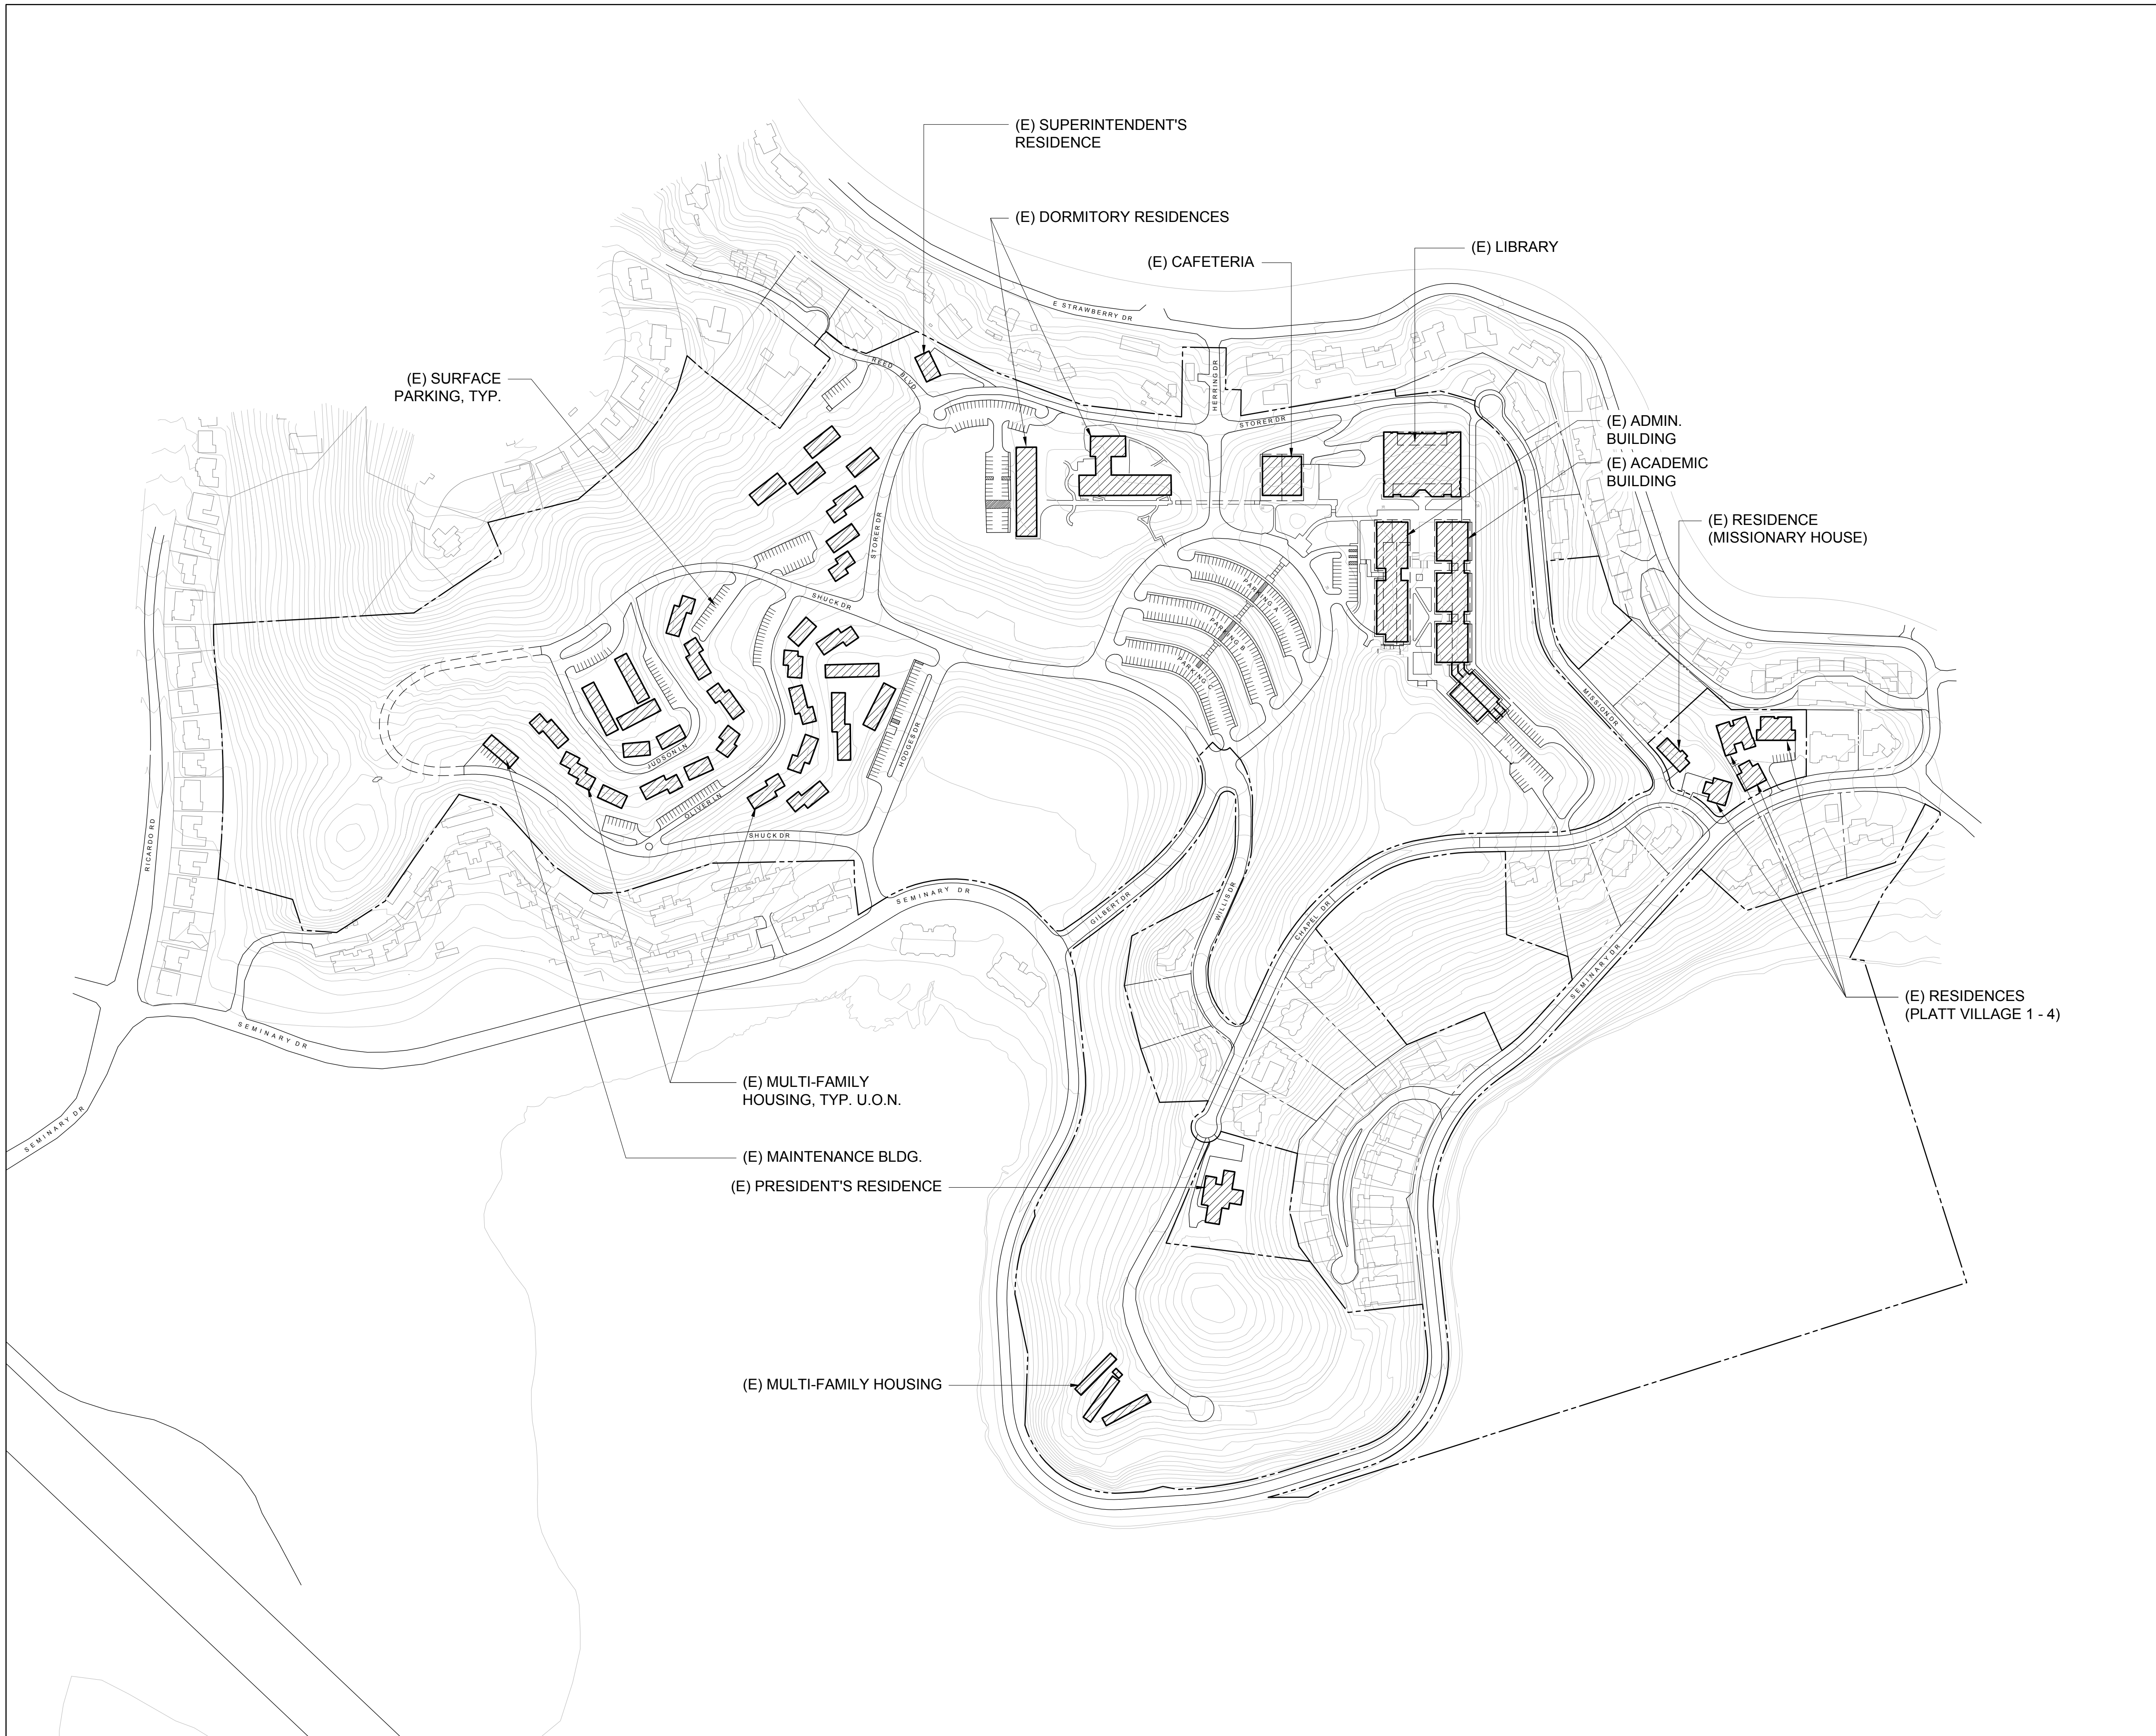 (E) SUPERINTENDENT'S
RESIDENCE
(E) DORMITORY RESIDENCES
(E) LIBRARY
(E) CAFETERIA
E STRAWBERRY DR
REED BLVD
HERRING DR
(E) SURFACE
PARKING, TYP.
STORER DR
(E) ADMIN.
BUILDING
(E) ACADEMIC
BUILDING
(E) RESIDENCE
(MISSIONARY HOUSE)
STORER DR
PARKING A
PARKING B
PARKING C
SHUCK DR
MISSION DR
HODGES DR
JUDSON LN
OLIVER LN
SHUCK DR
RICARDO RD
SEMINARY DR
GILBERT DR
WILLIS DR
CHAPEL DR
SEMINARY DR
(E) RESIDENCES
(PLATT VILLAGE 1 - 4)
SEMINARY DR
SEMINARY DR
(E) MULTI-FAMILY
HOUSING, TYP. U.O.N.
(E) MAINTENANCE BLDG.
(E) PRESIDENT'S RESIDENCE
(E) MULTI-FAMILY HOUSING